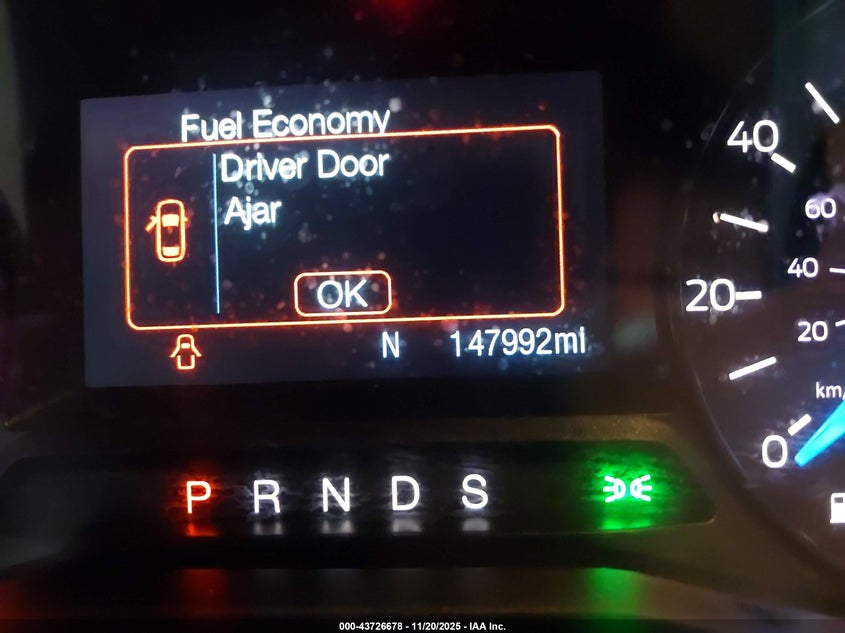 Fuel Economy
Driver Door
Ajar
OK
N 147992mi
P R N D S
40
20
0
60
40
20
km/
000-43726678 - 11/20/2025 - IAA Inc.